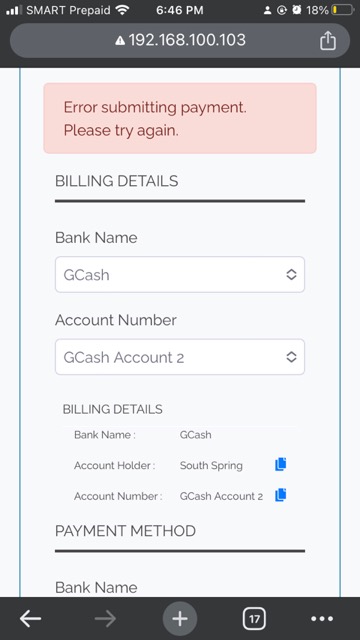 SMART Prepaid 6:46 PM 18%
192.168.100.103
Error submitting payment.
Please try again.
BILLING DETAILS
Bank Name
GCash
Account Number
GCash Account 2
BILLING DETAILS
Bank Name : GCash
Account Holder : South Spring
Account Number : GCash Account 2
PAYMENT METHOD
Bank Name
17